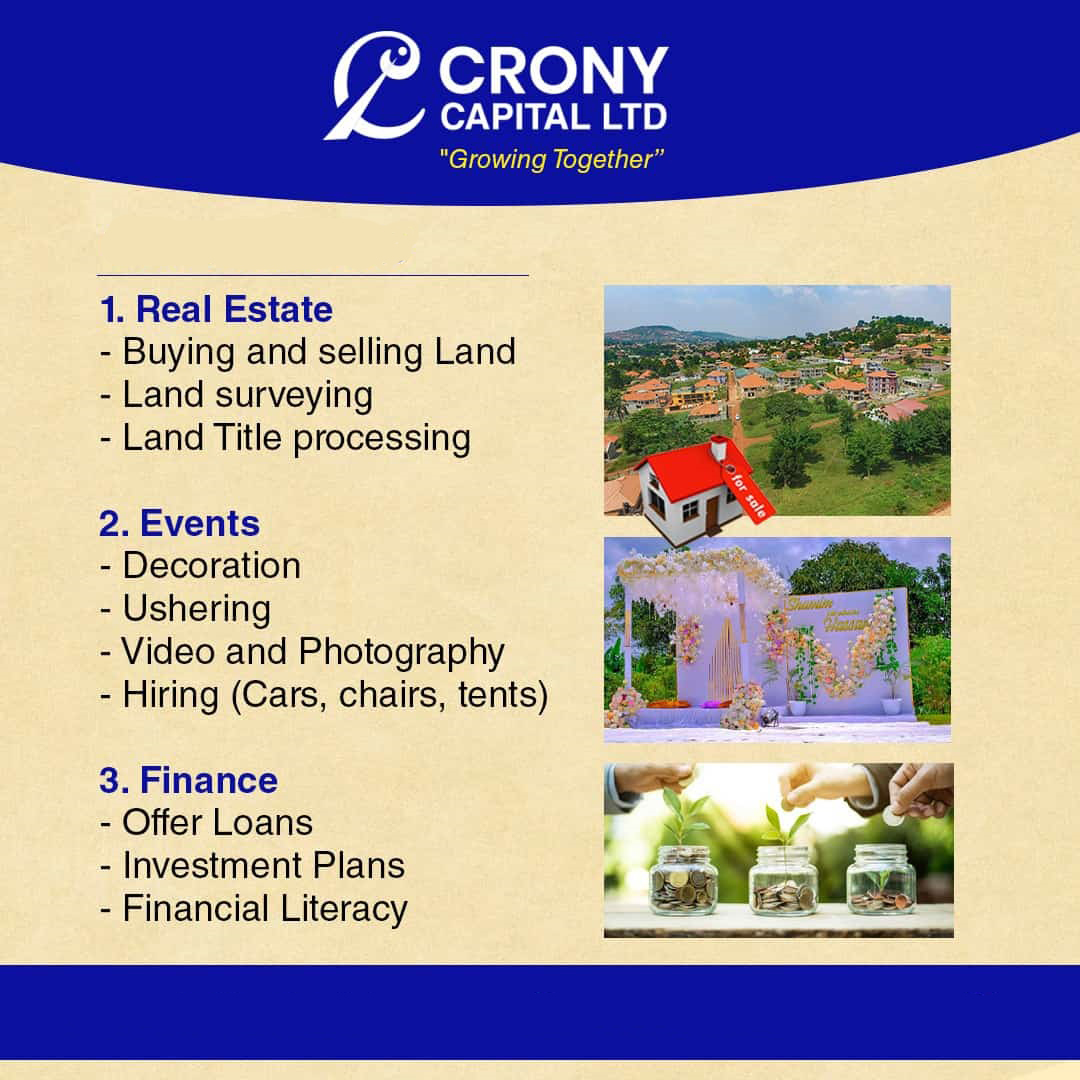 CRONY
CAPITAL LTD
"Growing Together”
1. Real Estate
- Buying and selling Land
- Land surveying
- Land Title processing
for sale
2. Events
- Decoration
- Ushering
- Video and Photography
- Hiring (Cars, chairs, tents)
3. Finance
- Offer Loans
- Investment Plans
- Financial Literacy